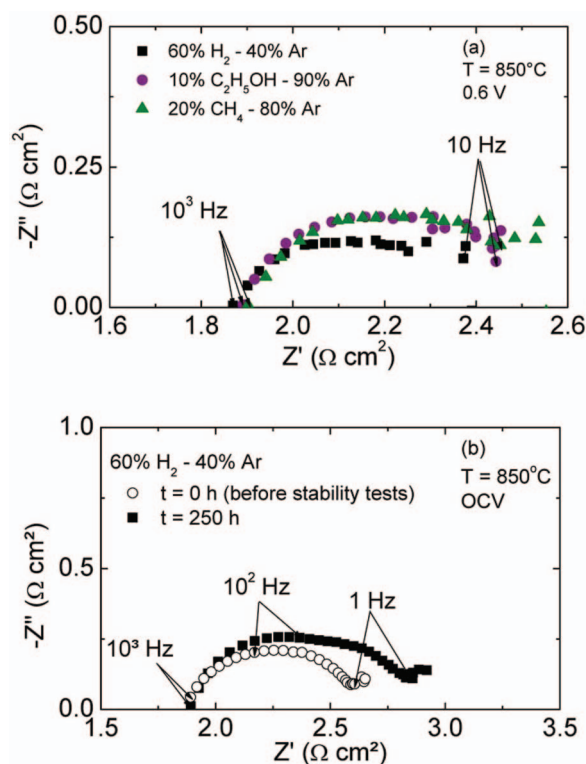 0.50
60% H₂ - 40% Ar
(a)
10% C₂H₅OH - 90% Ar
T = 850°C
20% CH₄ - 80% Ar
0.6 V
-Z" (Ω cm²)
0.25
10 Hz
10³ Hz
0.00
1.6 1.8 2.0 2.2 2.4 2.6
Z' (Ω cm²)
1.0
60% H₂ - 40% Ar
(b)
t = 0 h (before stability tests)
T = 850°C
t = 250 h
OCV
-Z" (Ω cm²)
0.5
10² Hz
1 Hz
10³ Hz
0.0
1.5 2.0 2.5 3.0 3.5
Z' (Ω cm²)